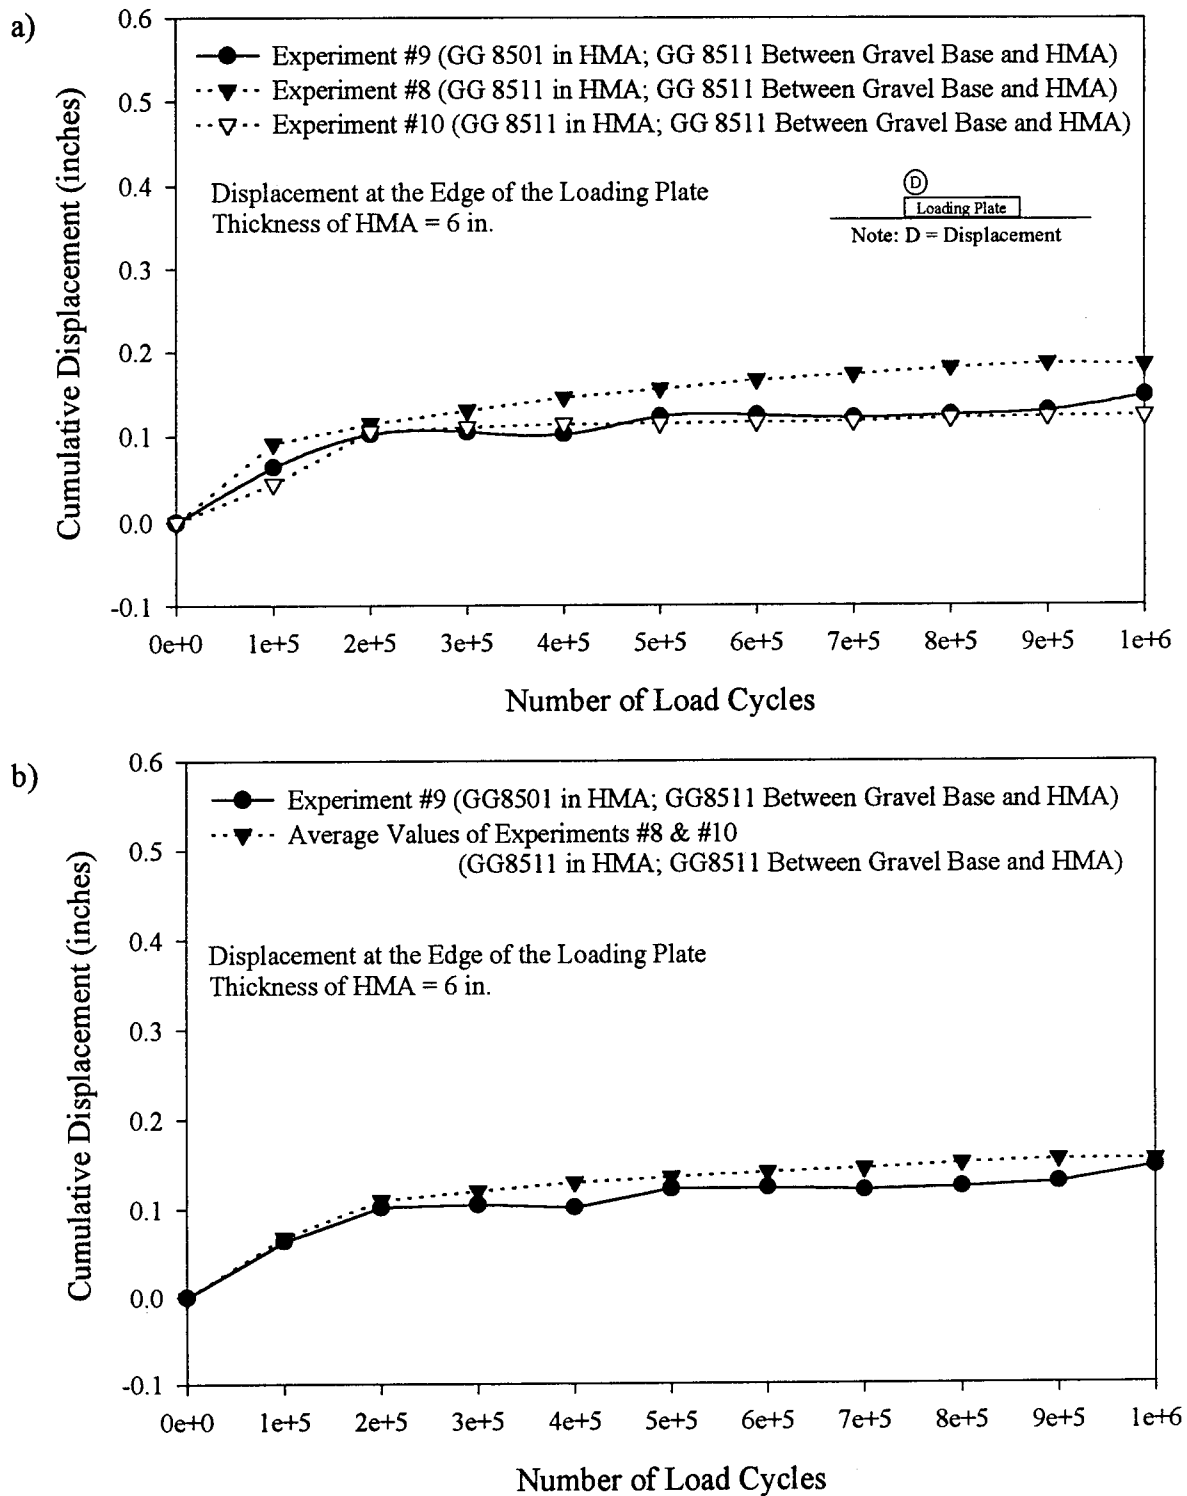 a)
0.6
0.5
0.4
0.3
0.2
0.1
0.0
-0.1
Cumulative Displacement (inches)
Experiment #9 (GG 8501 in HMA; GG 8511 Between Gravel Base and HMA)
Experiment #8 (GG 8511 in HMA; GG 8511 Between Gravel Base and HMA)
Experiment #10 (GG 8511 in HMA; GG 8511 Between Gravel Base and HMA)
Displacement at the Edge of the Loading Plate
Thickness of HMA = 6 in.
D
Loading Plate
Note: D = Displacement
0e+0 1e+5 2e+5 3e+5 4e+5 5e+5 6e+5 7e+5 8e+5 9e+5 1e+6
Number of Load Cycles
b)
0.6
0.5
0.4
0.3
0.2
0.1
0.0
-0.1
Cumulative Displacement (inches)
Experiment #9 (GG8501 in HMA; GG8511 Between Gravel Base and HMA)
Average Values of Experiments #8 & #10
(GG8511 in HMA; GG8511 Between Gravel Base and HMA)
Displacement at the Edge of the Loading Plate
Thickness of HMA = 6 in.
0e+0 1e+5 2e+5 3e+5 4e+5 5e+5 6e+5 7e+5 8e+5 9e+5 1e+6
Number of Load Cycles